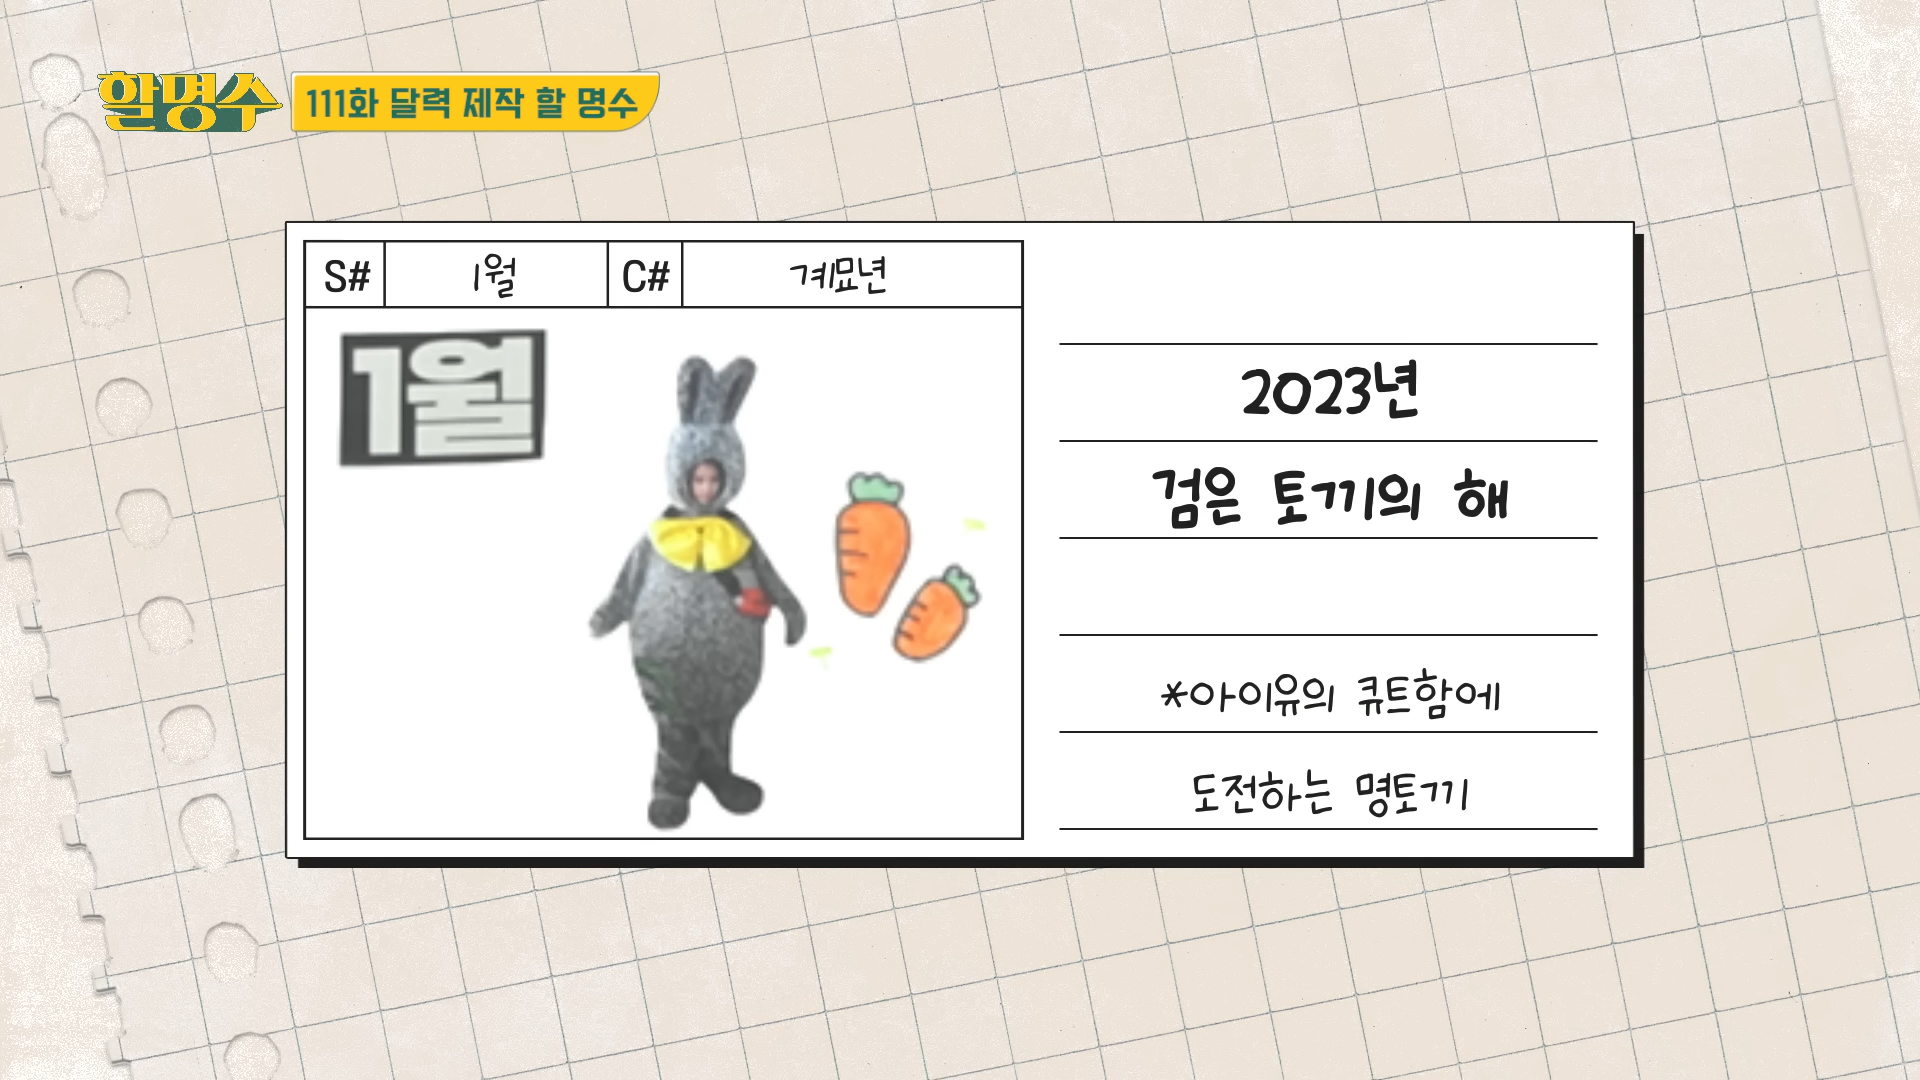 할명수 111화 달력 제작 할 명수
S# 1월 C# 계묘년
1월
2023년
검은 토끼의 해
*아이유의 큐트함에
도전하는 명토끼